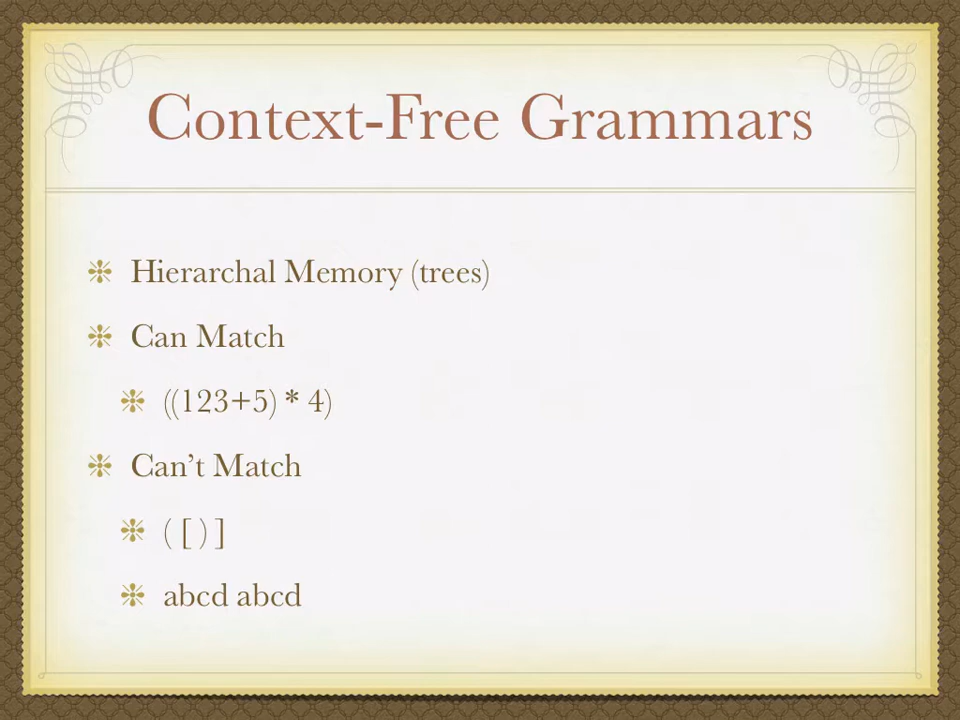 Context-Free Grammars
Hierarchal Memory (trees)
Can Match
((123+5) * 4)
Can’t Match
( [ ) ]
abcd abcd